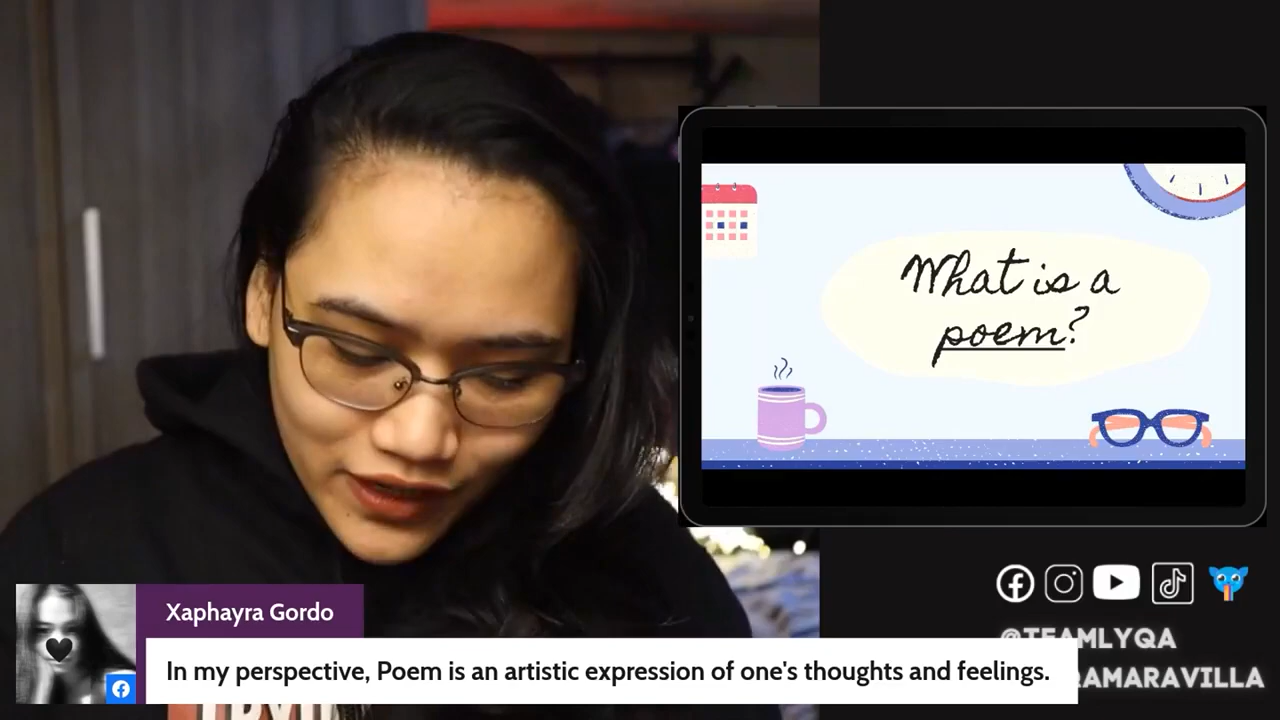 What is a
poem?
@TEAMLYQA
QAMARAVILLA
Xaphayra Gordo
In my perspective, Poem is an artistic expression of one's thoughts and feelings.